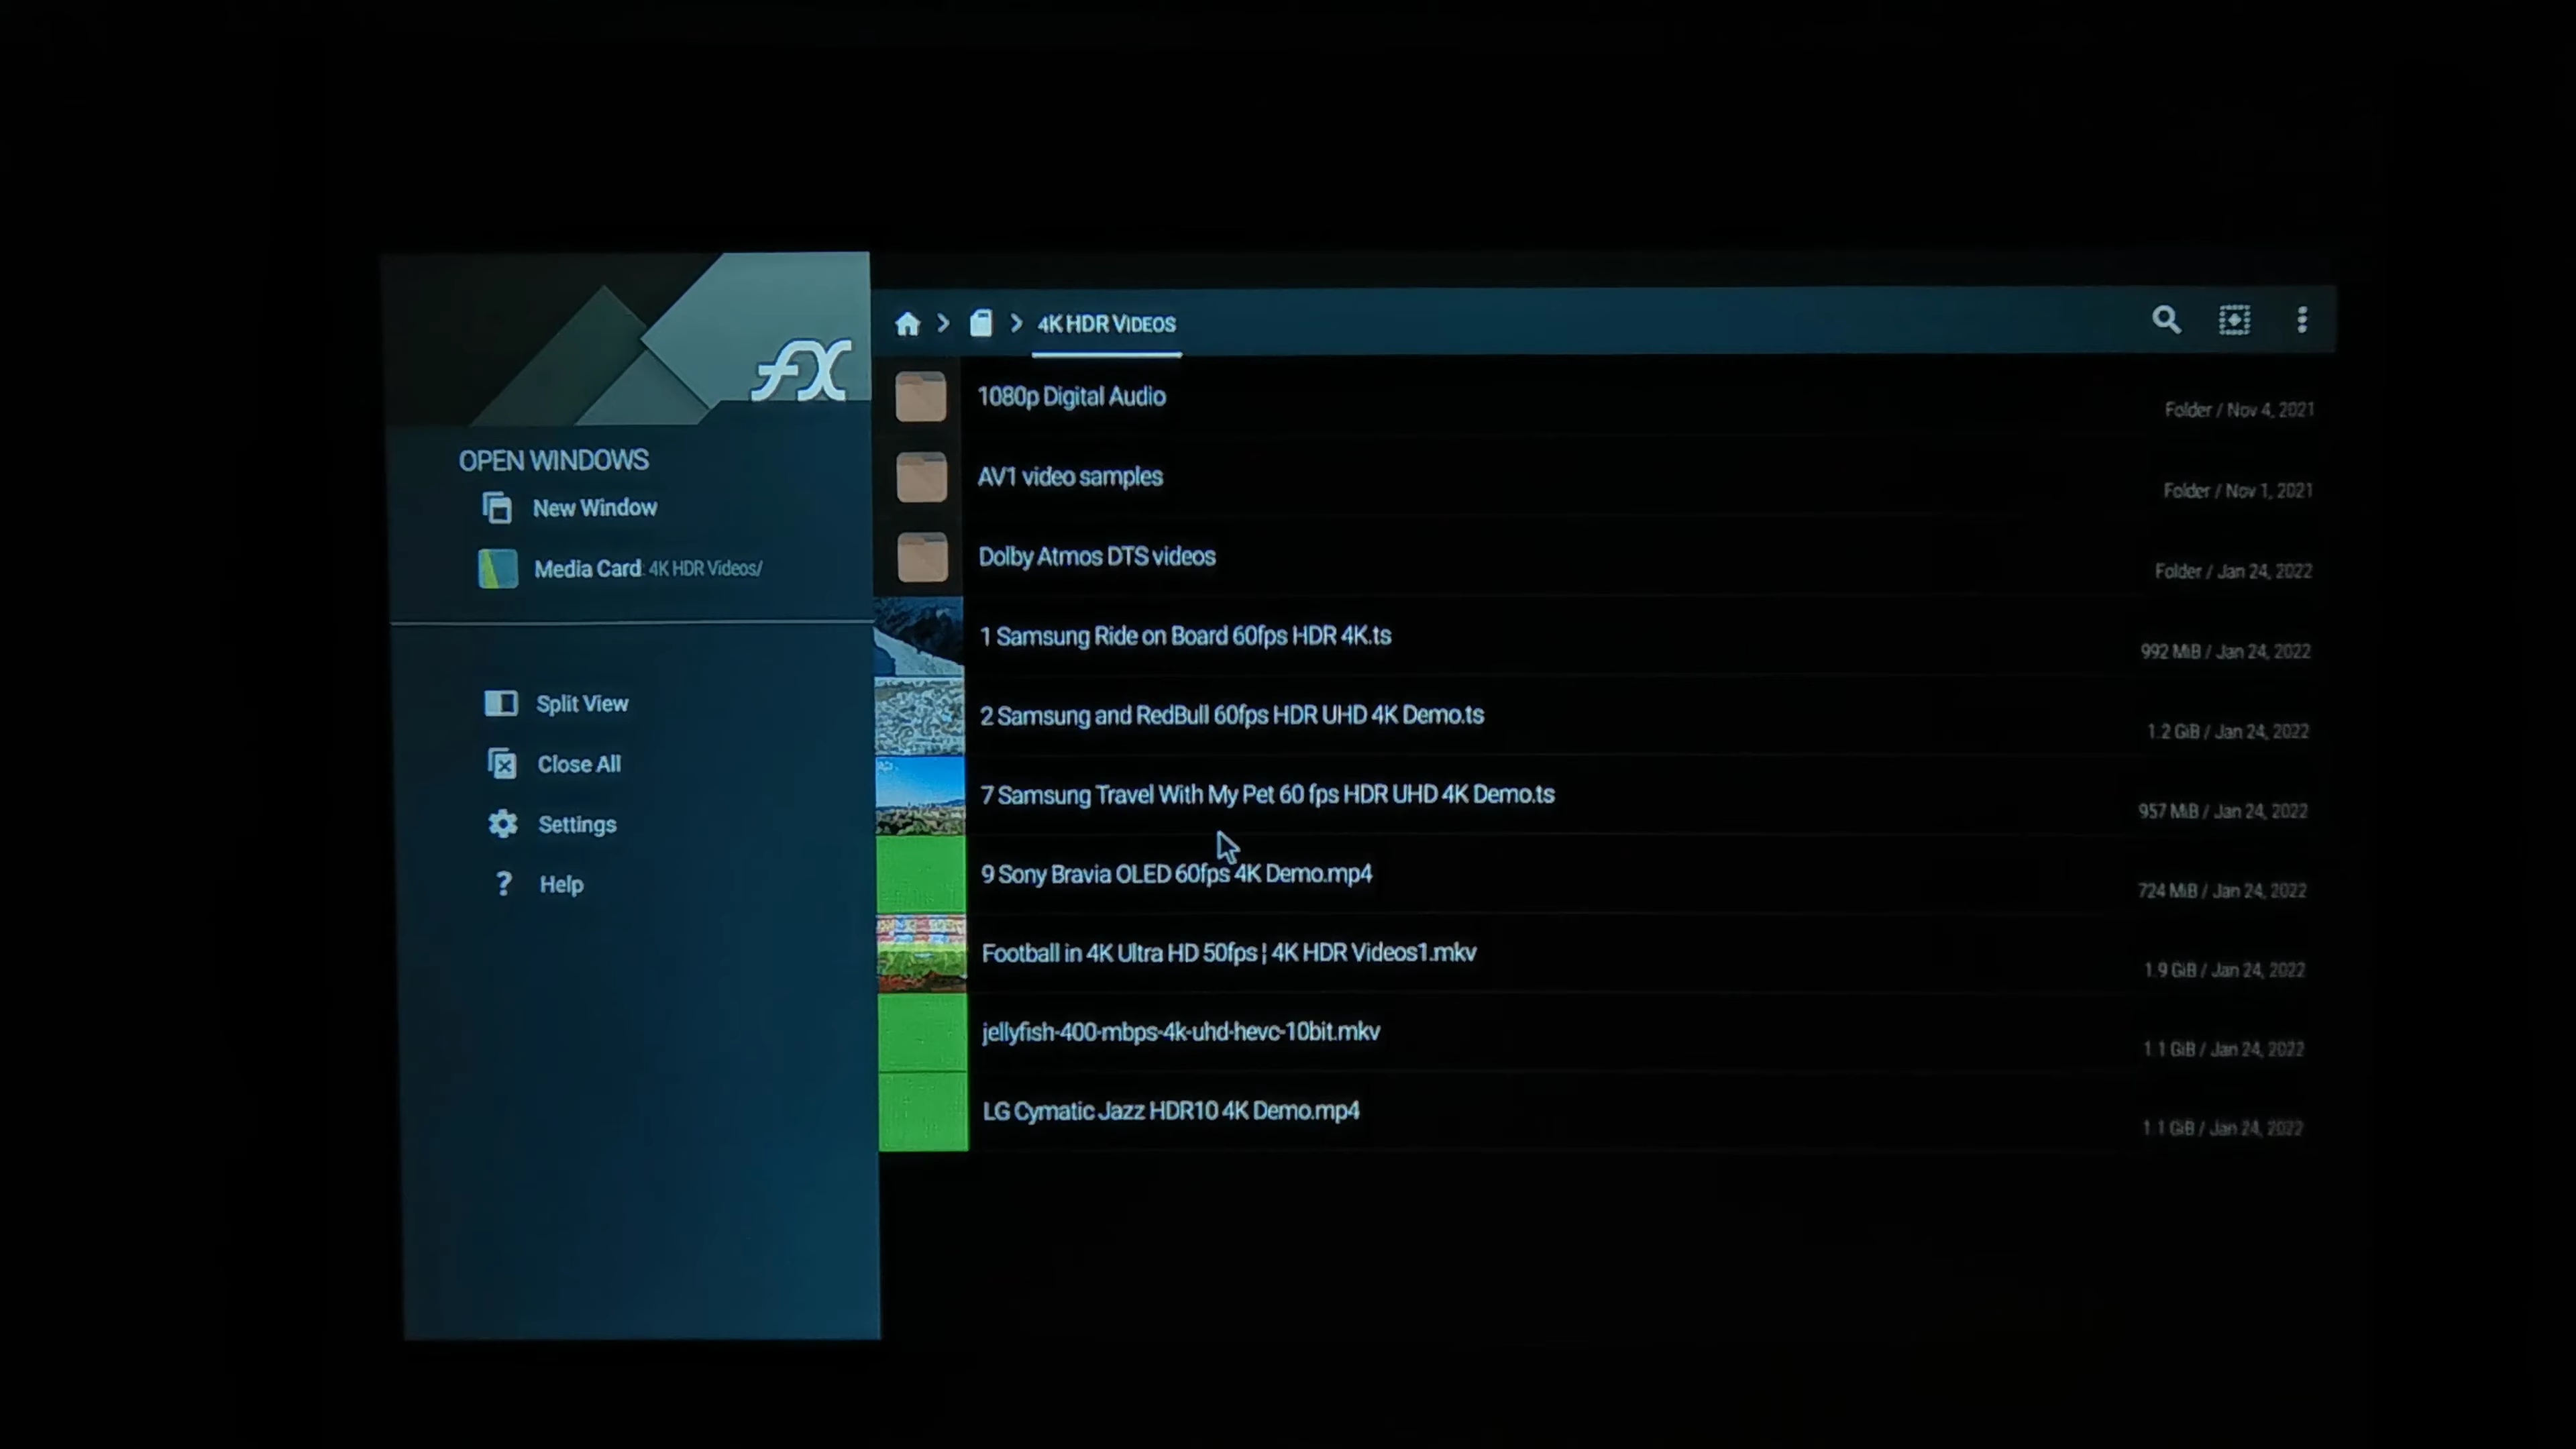 fx
4K HDR VIDEOS
OPEN WINDOWS
New Window
Media Card: 4K HDR Videos/
Split View
Close All
Settings
? Help
1080p Digital Audio
Folder / Nov 4, 2021
AV1 video samples
Folder / Nov 1, 2021
Dolby Atmos DTS videos
Folder / Jan 24, 2022
1 Samsung Ride on Board 60fps HDR 4K.ts
992 MiB / Jan 24, 2022
2 Samsung and RedBull 60fps HDR UHD 4K Demo.ts
1.2 GiB / Jan 24, 2022
7 Samsung Travel With My Pet 60 fps HDR UHD 4K Demo.ts
957 MiB / Jan 24, 2022
9 Sony Bravia OLED 60fps 4K Demo.mp4
724 MiB / Jan 24, 2022
Football in 4K Ultra HD 50fps ¦ 4K HDR Videos1.mkv
1.9 GiB / Jan 24, 2022
jellyfish-400-mbps-4k-uhd-hevc-10bit.mkv
1.1 GiB / Jan 24, 2022
LG Cymatic Jazz HDR10 4K Demo.mp4
1.1 GiB / Jan 24, 2022